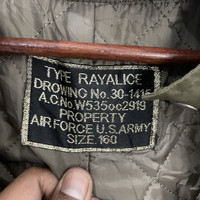 TYPE RAYALICE
DROWING No. 30-1415
A.C.No.W535oc2919
PROPERTY
AIR FORCE U.S.ARMY
SIZE.160